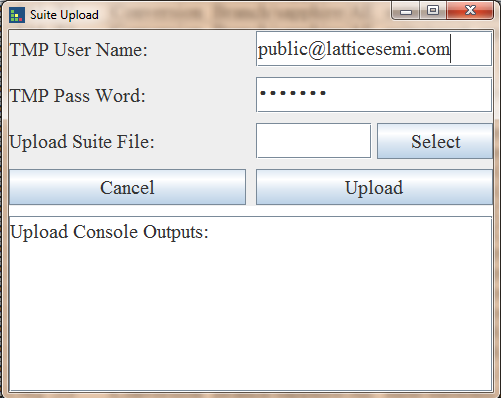 Suite Upload
TMP User Name: public@latticesemi.com
TMP Pass Word: •••••••
Upload Suite File: Select
Cancel Upload
Upload Console Outputs: